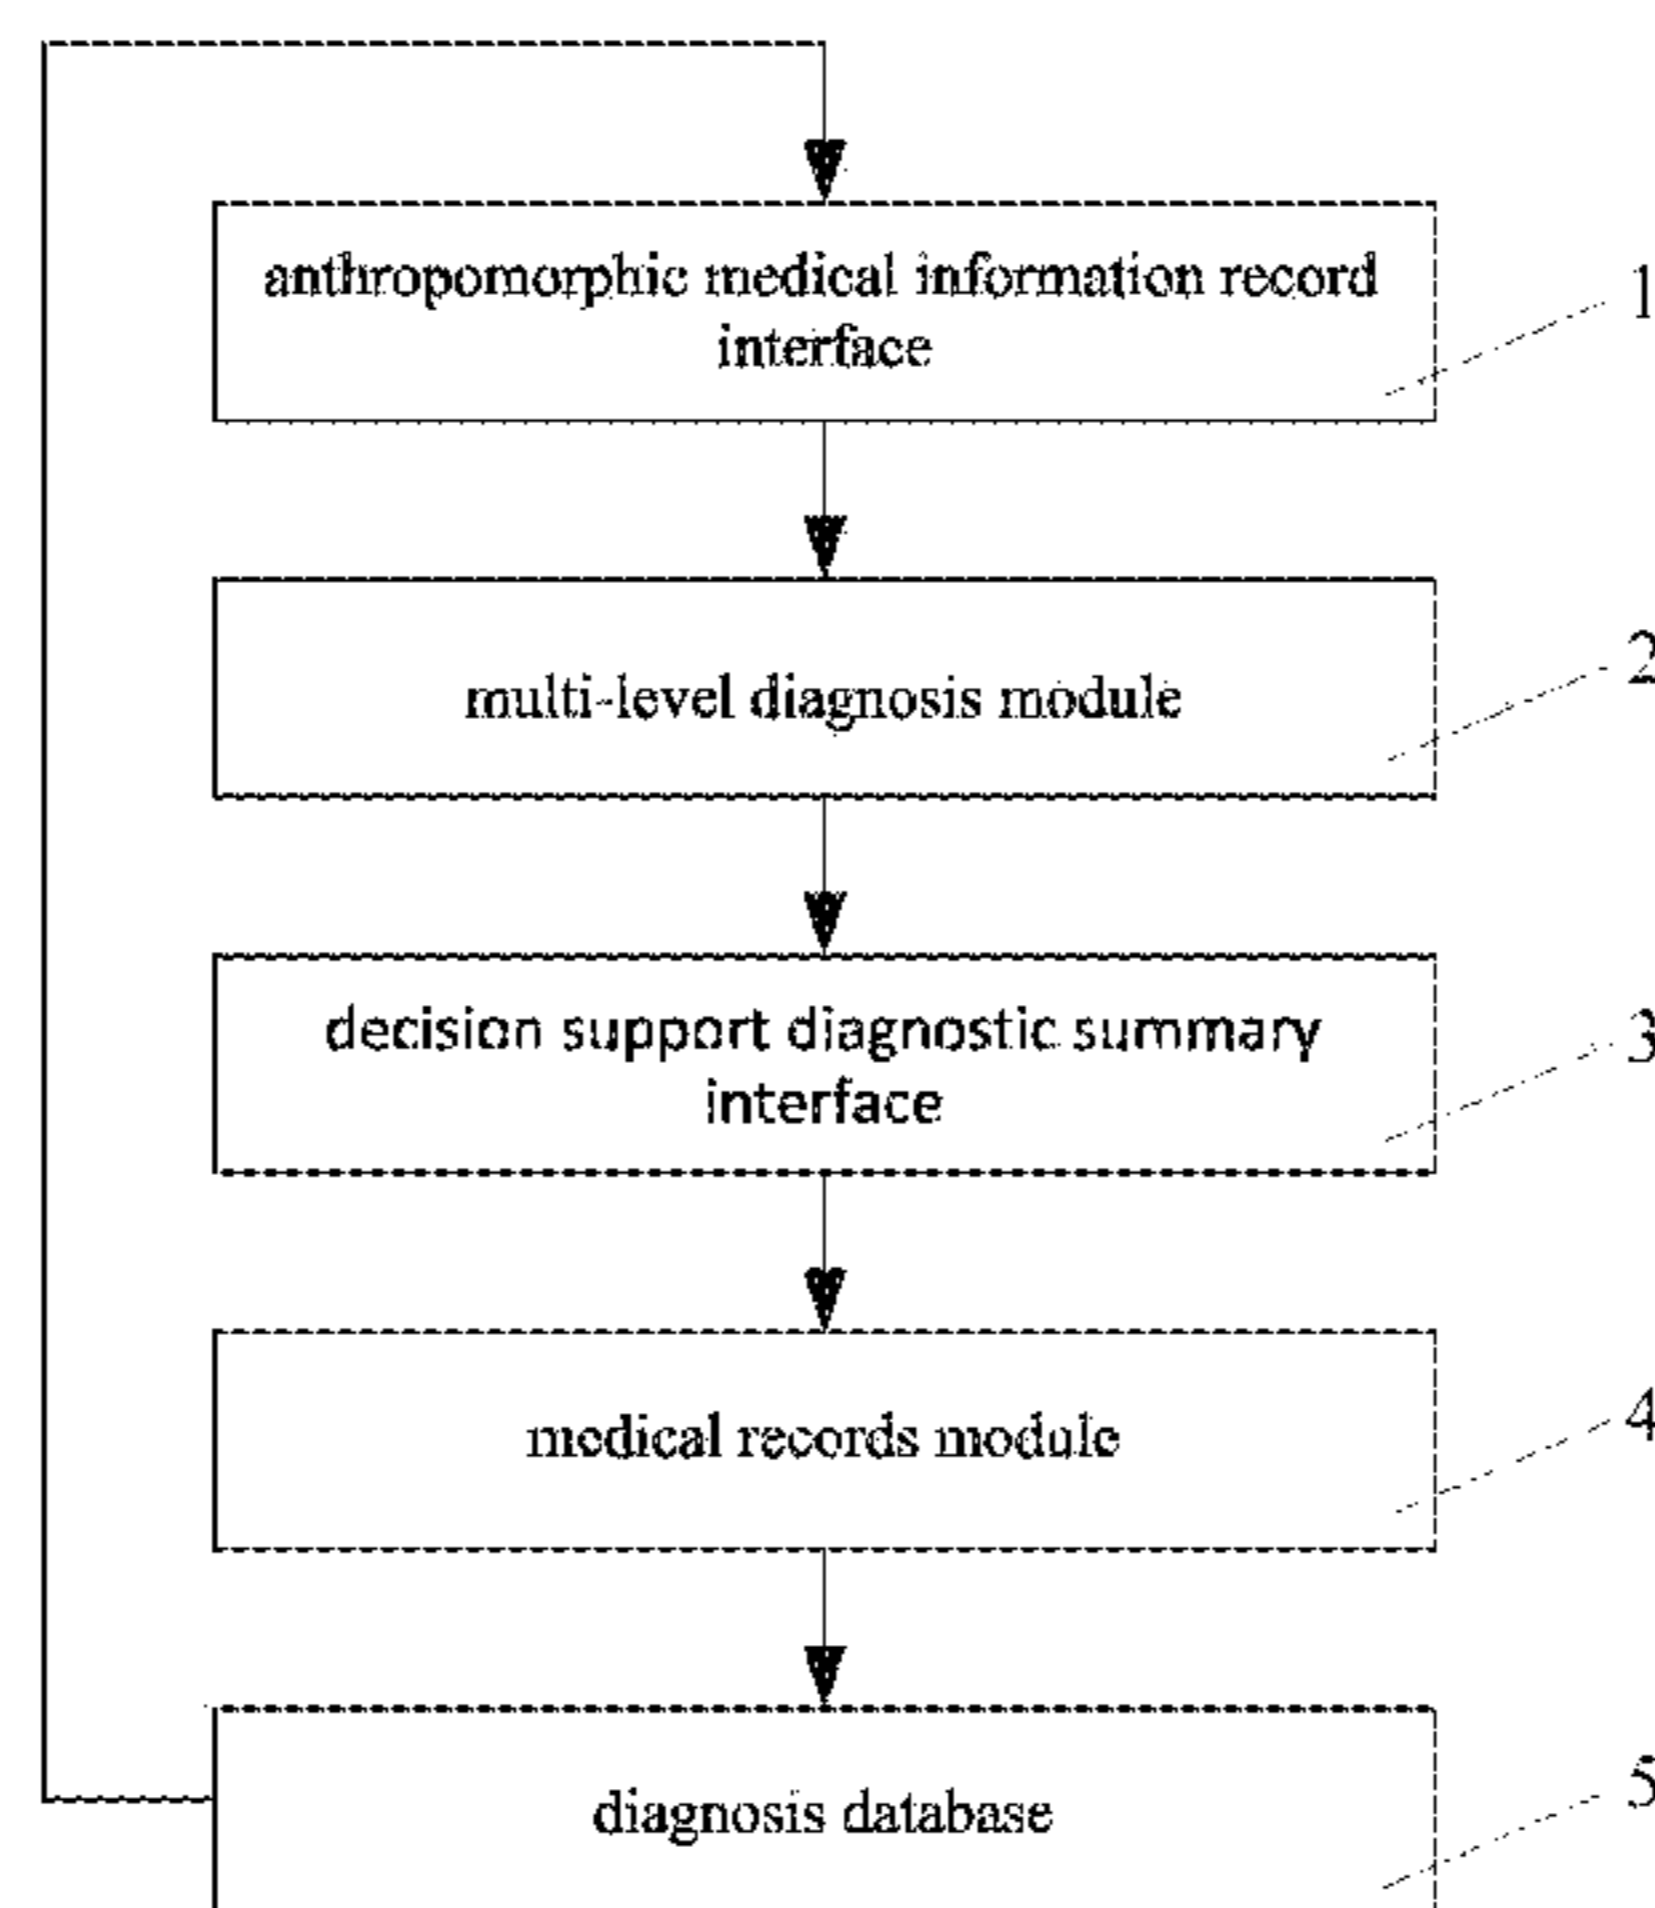 anthropomorphic medical information record
interface
1
multi-level diagnosis module
2
decision support diagnostic summary
interface
3
medical records module
4
diagnosis database
5